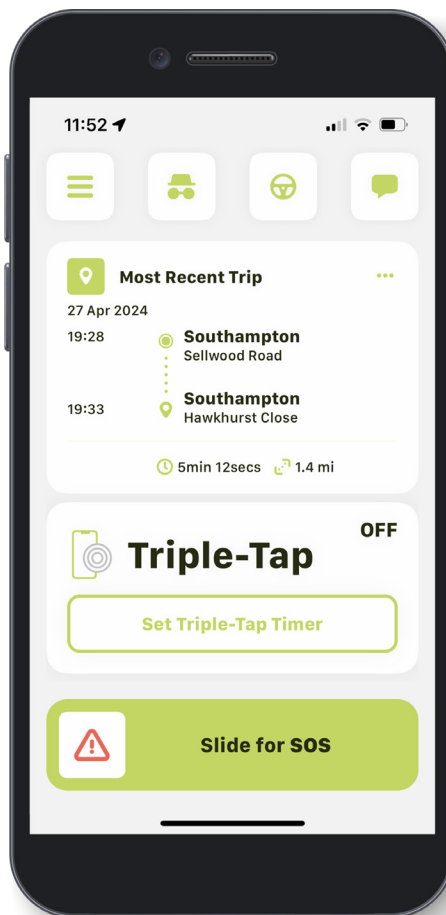 11:52
Most Recent Trip
27 Apr 2024
19:28
Southampton
Sellwood Road
19:33
Southampton
Hawkhurst Close
5min 12secs 1.4 mi
OFF
Triple-Tap
Set Triple-Tap Timer
Slide for SOS